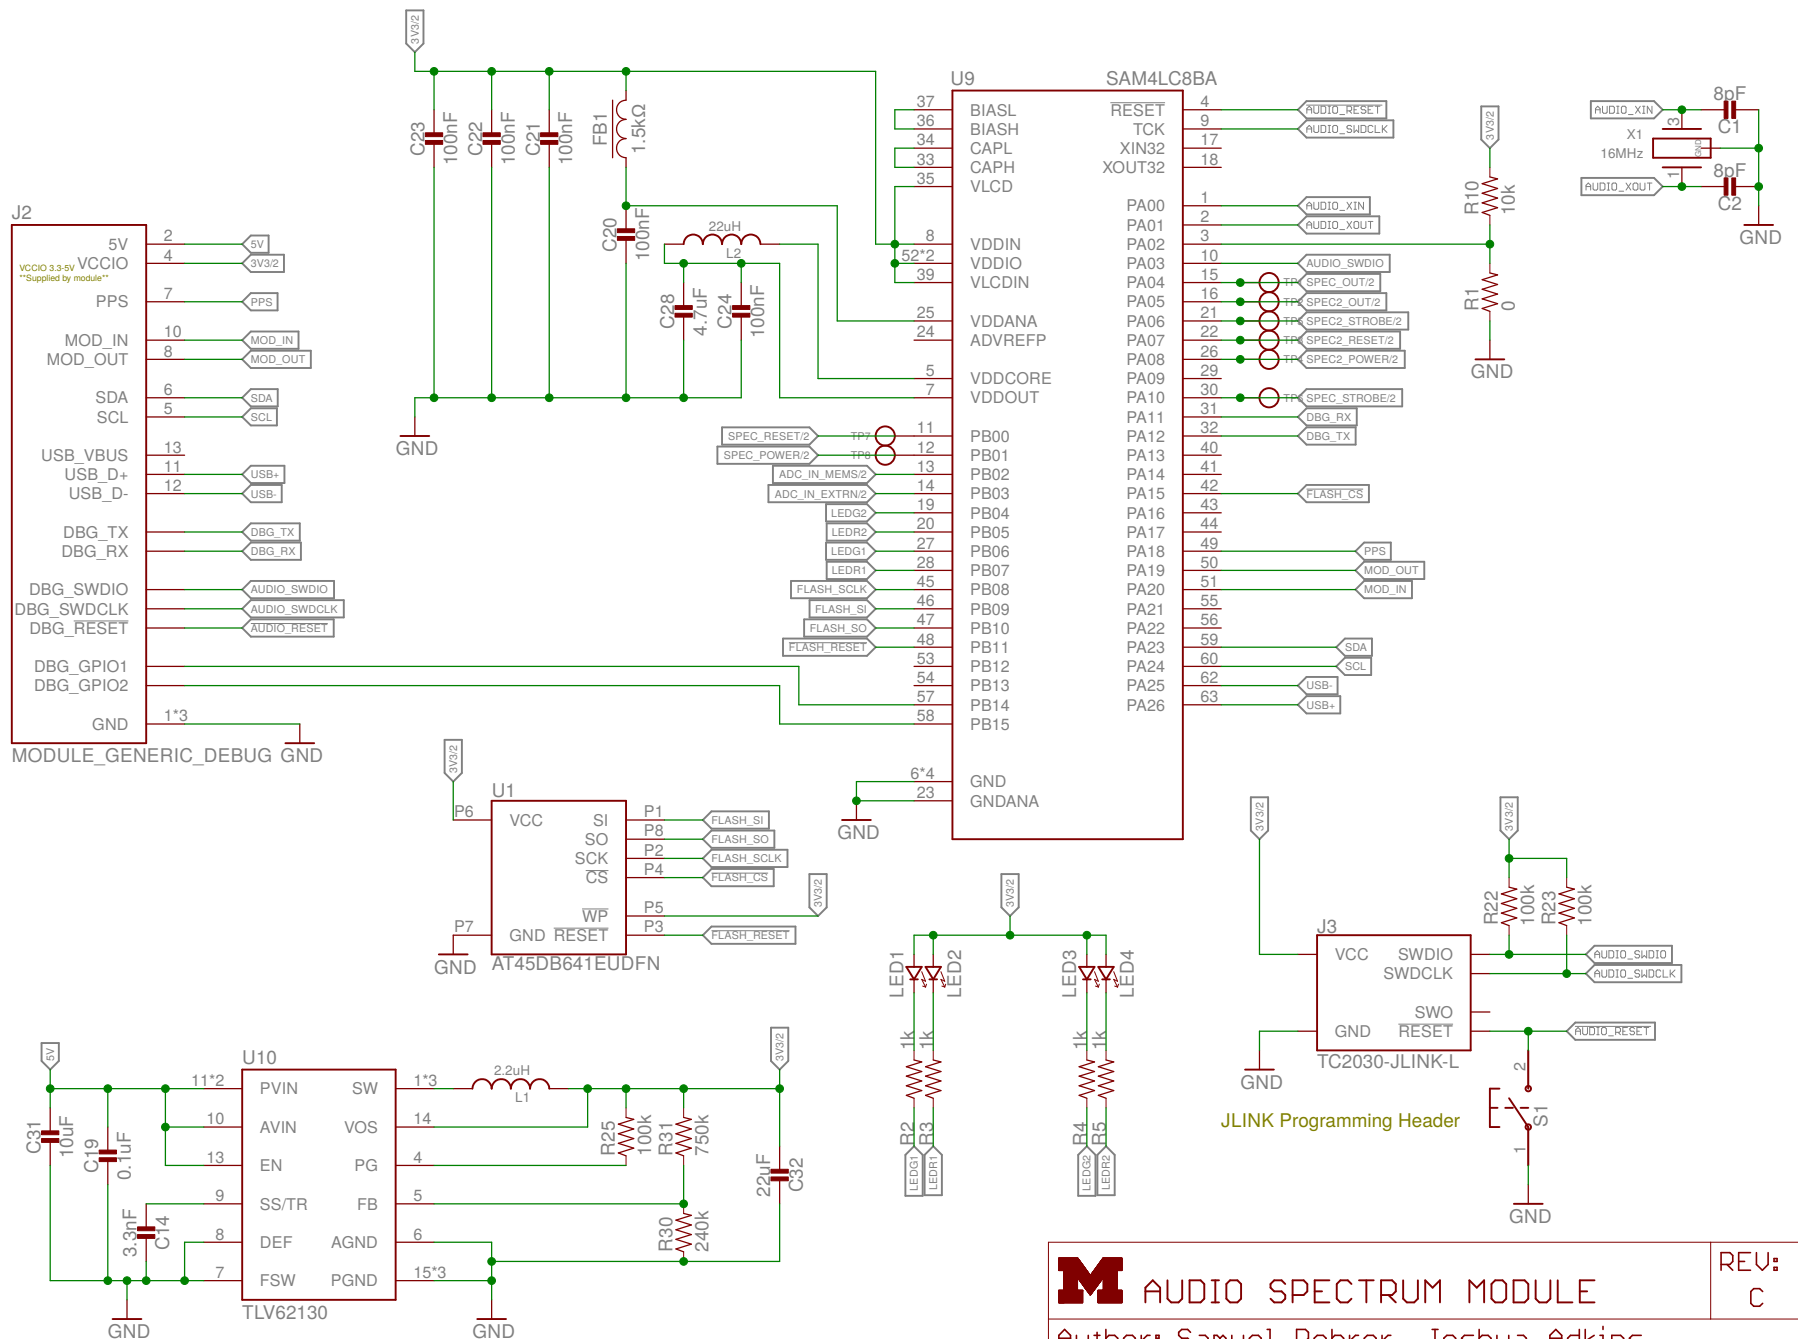 3V3/2
C23
100nF
C22
100nF
C21
100nF
FB1
1.5kΩ
C20
100nF
22uH
L2
C28
4.7uF
C24
100nF
GND
J2
5V 2 5V
VCCIO 4 3V3/2
VCCIO 3.3-5V
**Supplied by module**
PPS 7 PPS
MOD_IN 10 MOD_IN
MOD_OUT 8 MOD_OUT
SDA 6 SDA
SCL 5 SCL
USB_VBUS 13
USB_D+ 11 USB+
USB_D- 12 USB-
DBG_TX DBG_TX
DBG_RX DBG_RX
DBG_SWDIO AUDIO_SWDIO
DBG_SWDCLK AUDIO_SWDCLK
DBG_RESET AUDIO_RESET
DBG_GPIO1
DBG_GPIO2
GND 1*3
MODULE_GENERIC_DEBUG GND
U9 SAM4LC8BA
37 BIASL
36 BIASH
34 CAPL
33 CAPH
35 VLCD
8 VDDIN
52*2 VDDIO
39 VLCDIN
25 VDDANA
24 ADVREFP
5 VDDCORE
7 VDDOUT
SPEC_RESET/2 TP7 11 PB00
SPEC_POWER/2 TP8 12 PB01
ADC_IN_MEMS/2 13 PB02
ADC_IN_EXTRN/2 14 PB03
LEDG2 19 PB04
LEDR2 20 PB05
LEDG1 27 PB06
LEDR1 28 PB07
FLASH_SCLK 45 PB08
FLASH_SI 46 PB09
FLASH_SO 47 PB10
FLASH_RESET 48 PB11
53 PB12
54 PB13
57 PB14
58 PB15
6*4 GND
23 GNDANA
GND
RESET 4 AUDIO_RESET
TCK 9 AUDIO_SWDCLK
XIN32 17
XOUT32 18
PA00 1 AUDIO_XIN
PA01 2 AUDIO_XOUT
PA02 3
PA03 10 AUDIO_SWDIO
PA04 15 SPEC_OUT/2
PA05 16 SPEC2_OUT/2
PA06 21 SPEC2_STROBE/2
PA07 22 SPEC2_RESET/2
PA08 26 SPEC2_POWER/2
PA09 29
PA10 30 SPEC_STROBE/2
PA11 31 DBG_RX
PA12 32 DBG_TX
PA13 40
PA14 41
PA15 42 FLASH_CS
PA16 43
PA17 44
PA18 49 PPS
PA19 50 MOD_OUT
PA20 51 MOD_IN
PA21 55
PA22 56
PA23 59 SDA
PA24 60 SCL
PA25 62 USB-
PA26 63 USB+
3V3/2
R10
10k
R1
0
GND
AUDIO_XIN
8pF
C1
3
X1
16MHz
GND
1
AUDIO_XOUT
8pF
C2
GND
3V3/2
U1
P6 VCC
P7 GND
GND
SI P1 FLASH_SI
SO P8 FLASH_SO
SCK P2 FLASH_SCLK
CS P4 FLASH_CS
WP P5 3V3/2
RESET P3 FLASH_RESET
AT45DB641EUDFN
3V3/2
LED1
LED2
LED3
LED4
1k
1k
1k
1k
R2
R3
R4
R5
LEDG1
LEDR1
LEDG2
LEDR2
3V3/2
3V3/2
R22
100k
R23
100k
J3
VCC SWDIO AUDIO_SWDIO
SWDCLK AUDIO_SWDCLK
SWO
GND RESET AUDIO_RESET
TC2030-JLINK-L
GND
JLINK Programming Header
2
S1
1
GND
5V
C31
10uF
C19
0.1uF
3.3nF
C14
U10
11*2 PVIN
10 AVIN
13 EN
9 SS/TR
8 DEF
7 FSW
SW 1*3
VOS 14
PG 4
FB 5
AGND 6
PGND 15*3
TLV62130
GND
GND
2.2uH
L1
R25
100k
R31
750k
R30
240k
22uF
C32
3V3/2
M AUDIO SPECTRUM MODULE
REV:
C
Author: Samuel Rohrer, Joshua Adkins